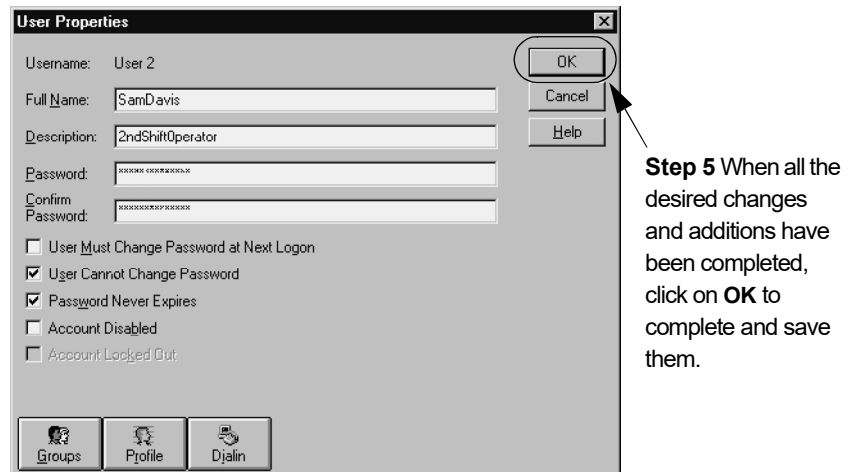 User Properties
Username: User 2
OK
Full Name: SamDavis
Cancel
Description: 2ndShiftOperator
Help
Password:
Confirm
Password:
User Must Change Password at Next Logon
User Cannot Change Password
Password Never Expires
Account Disabled
Account Locked Out
Groups
Profile
Dialin
Step 5 When all the
desired changes
and additions have
been completed,
click on OK to
complete and save
them.